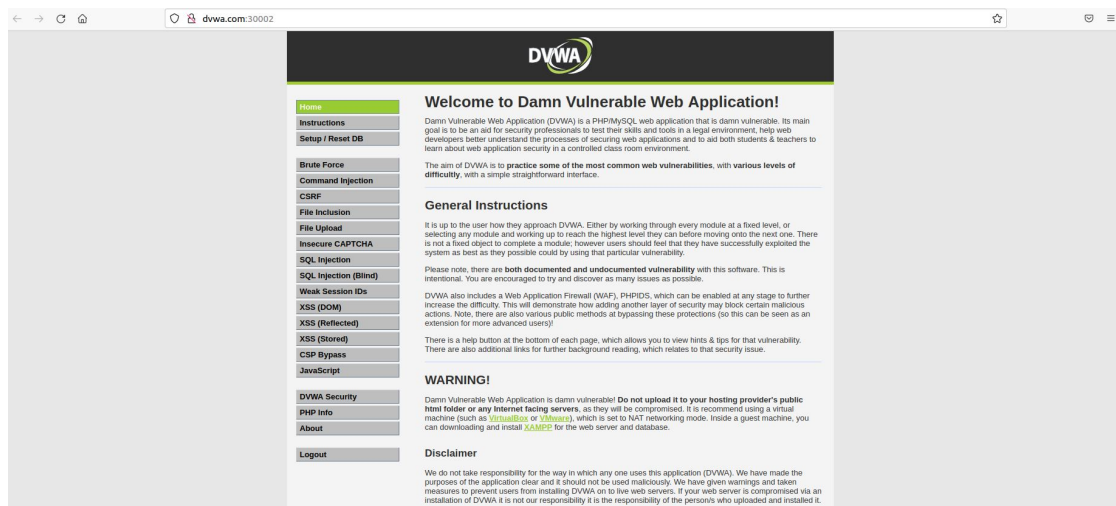 dvwa.com:30002
DVWA
Home
Instructions
Setup / Reset DB
Brute Force
Command Injection
CSRF
File Inclusion
File Upload
Insecure CAPTCHA
SQL Injection
SQL Injection (Blind)
Weak Session IDs
XSS (DOM)
XSS (Reflected)
XSS (Stored)
CSP Bypass
JavaScript
DVWA Security
PHP Info
About
Logout
Welcome to Damn Vulnerable Web Application!
Damn Vulnerable Web Application (DVWA) is a PHP/MySQL web application that is damn vulnerable. Its main
goal is to be an aid for security professionals to test their skills and tools in a legal environment, help web
developers better understand the processes of securing web applications and to aid both students & teachers to
learn about web application security in a controlled class room environment.
The aim of DVWA is to practice some of the most common web vulnerabilities, with various levels of
difficultly, with a simple straightforward interface.
General Instructions
It is up to the user how they approach DVWA. Either by working through every module at a fixed level, or
selecting any module and working up to reach the highest level they can before moving onto the next one. There
is not a fixed object to complete a module; however users should feel that they have successfully exploited the
system as best as they possible could by using that particular vulnerability.
Please note, there are both documented and undocumented vulnerability with this software. This is
intentional. You are encouraged to try and discover as many issues as possible.
DVWA also includes a Web Application Firewall (WAF), PHPIDS, which can be enabled at any stage to further
increase the difficulty. This will demonstrate how adding another layer of security may block certain malicious
actions. Note, there are also various public methods at bypassing these protections (so this can be seen as an
extension for more advanced users)!
There is a help button at the bottom of each page, which allows you to view hints & tips for that vulnerability.
There are also additional links for further background reading, which relates to that security issue.
WARNING!
Damn Vulnerable Web Application is damn vulnerable! Do not upload it to your hosting provider's public
html folder or any Internet facing servers, as they will be compromised. It is recommend using a virtual
machine (such as VirtualBox or VMware), which is set to NAT networking mode. Inside a guest machine, you
can downloading and install XAMPP for the web server and database.
Disclaimer
We do not take responsibility for the way in which any one uses this application (DVWA). We have made the
purposes of the application clear and it should not be used maliciously. We have given warnings and taken
measures to prevent users from installing DVWA on to live web servers. If your web server is compromised via an
installation of DVWA it is not our responsibility it is the responsibility of the person/s who uploaded and installed it.